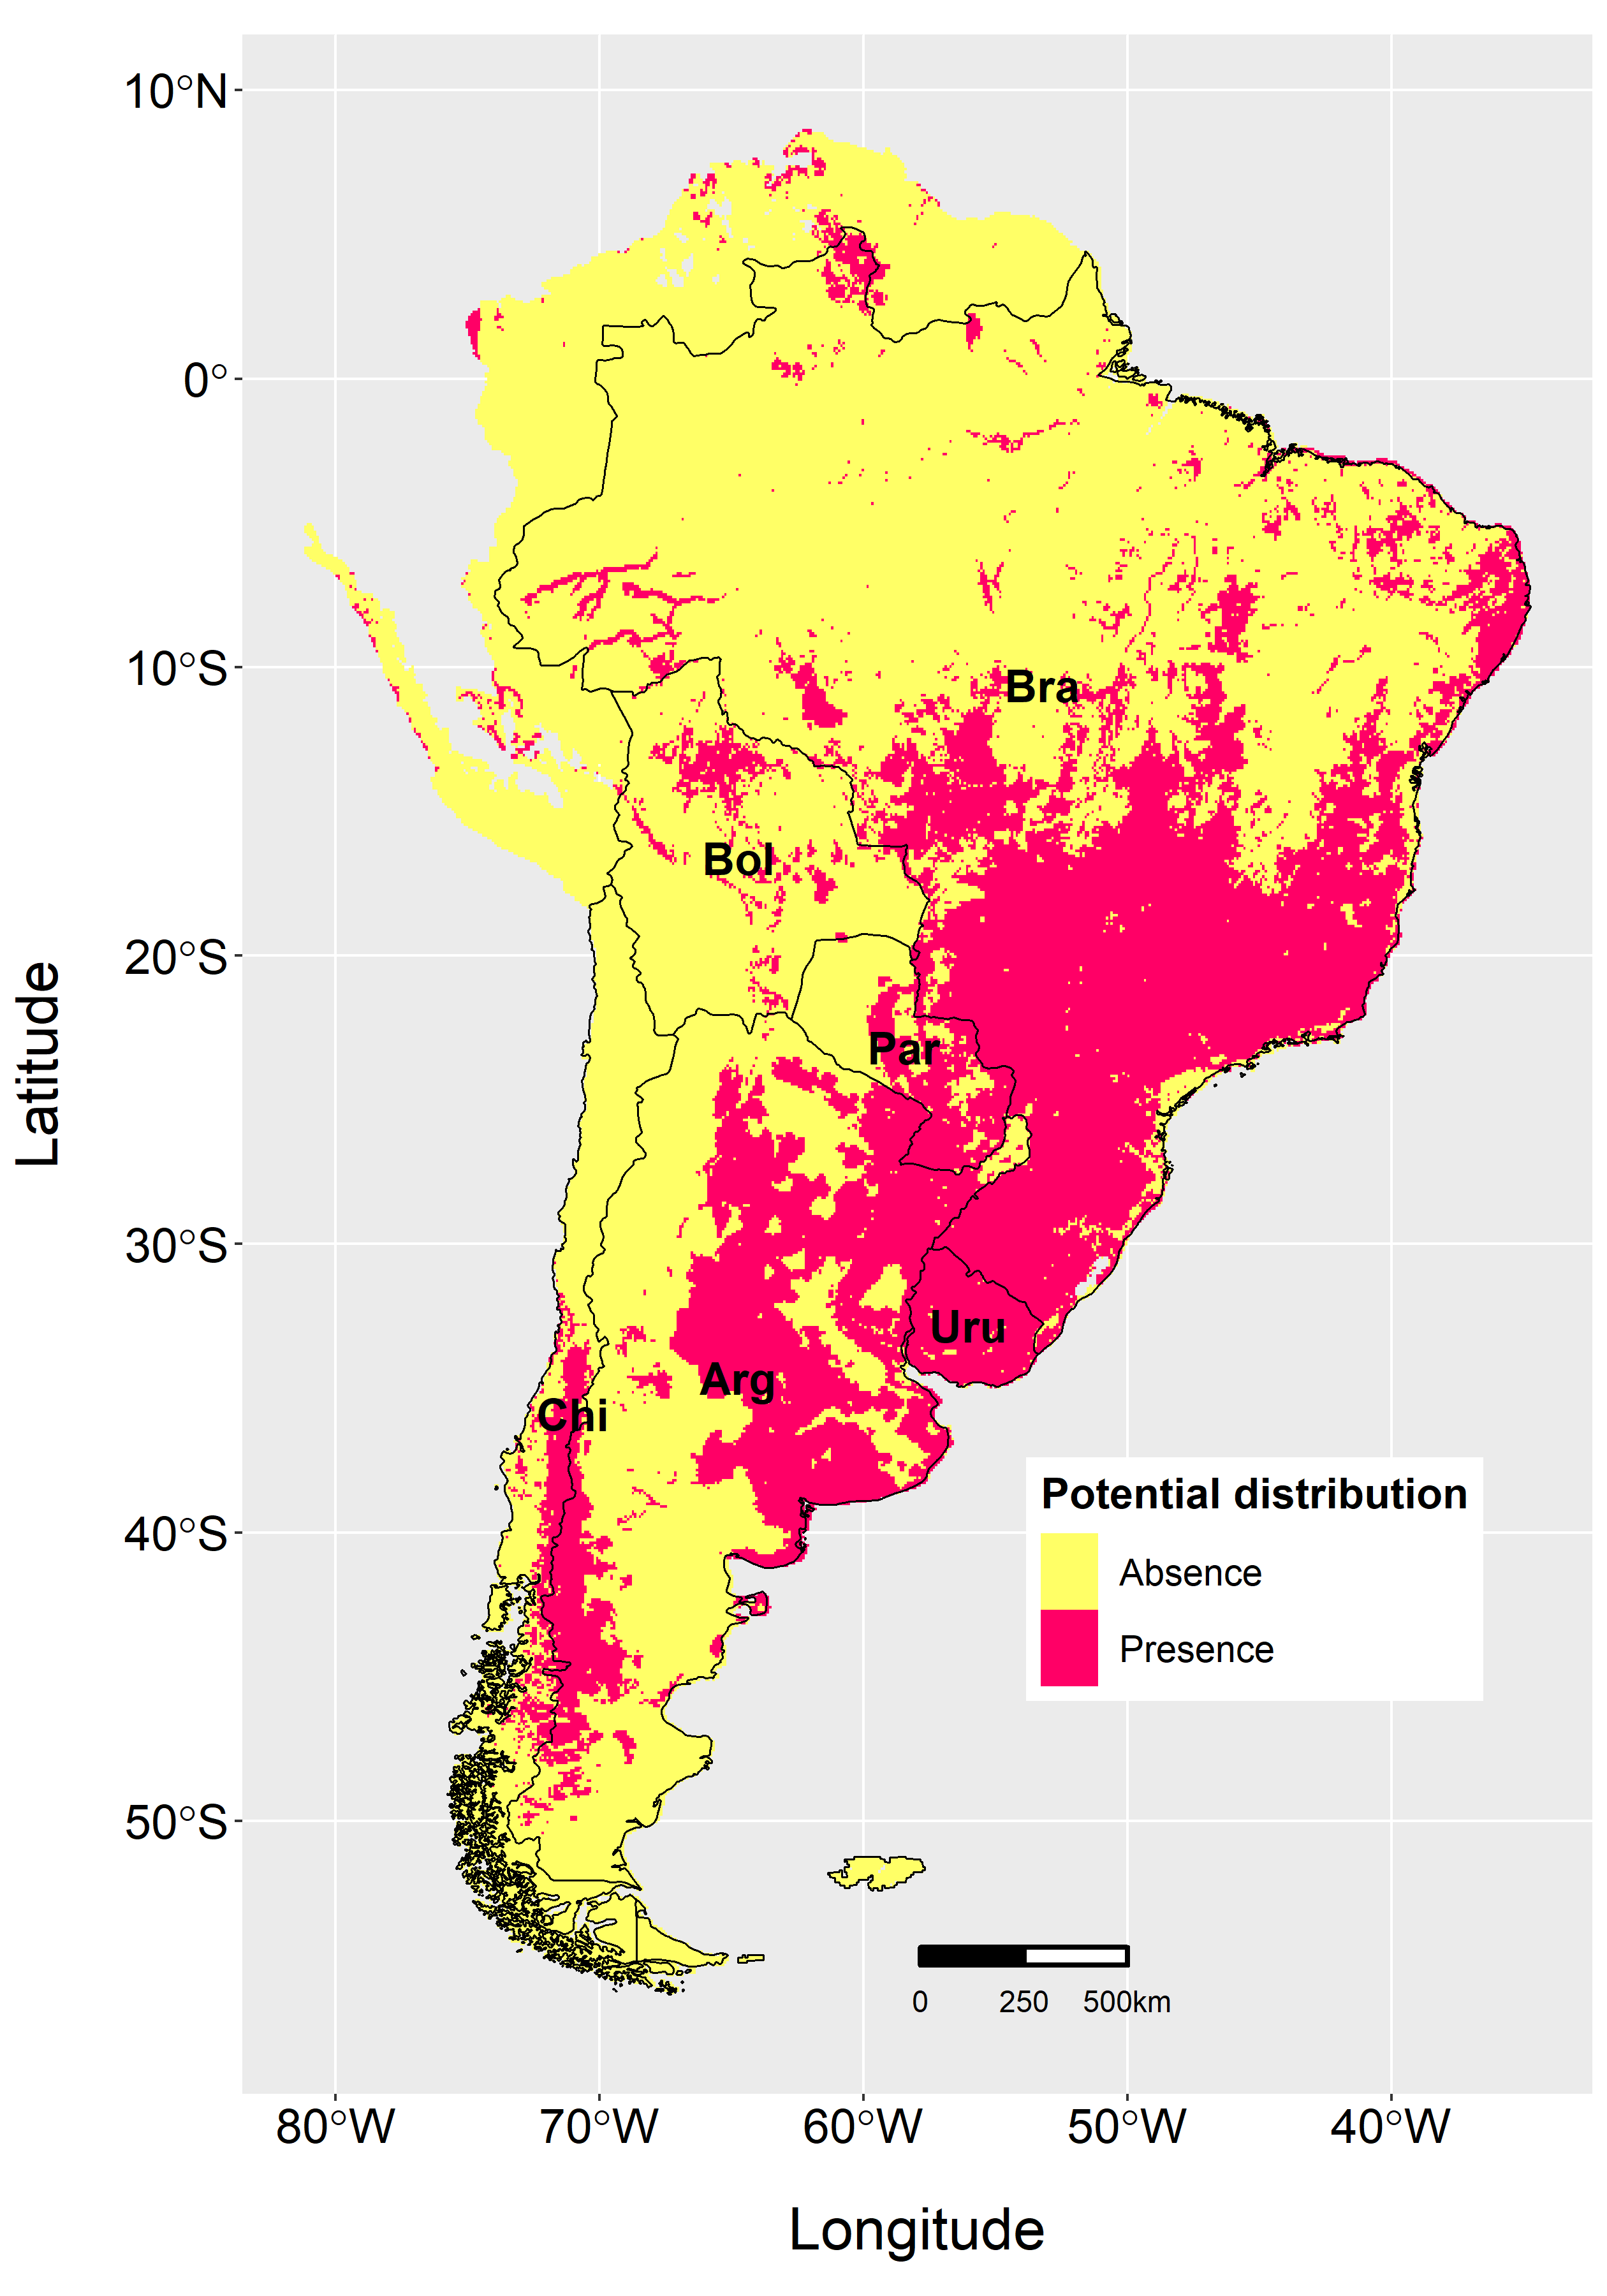 10°N
0°
10°S
20°S
30°S
40°S
50°S
Latitude
Bra
Bol
Par
Uru
Arg
Chi
Potential distribution
Absence
Presence
0 250 500km
80°W 70°W 60°W 50°W 40°W
Longitude